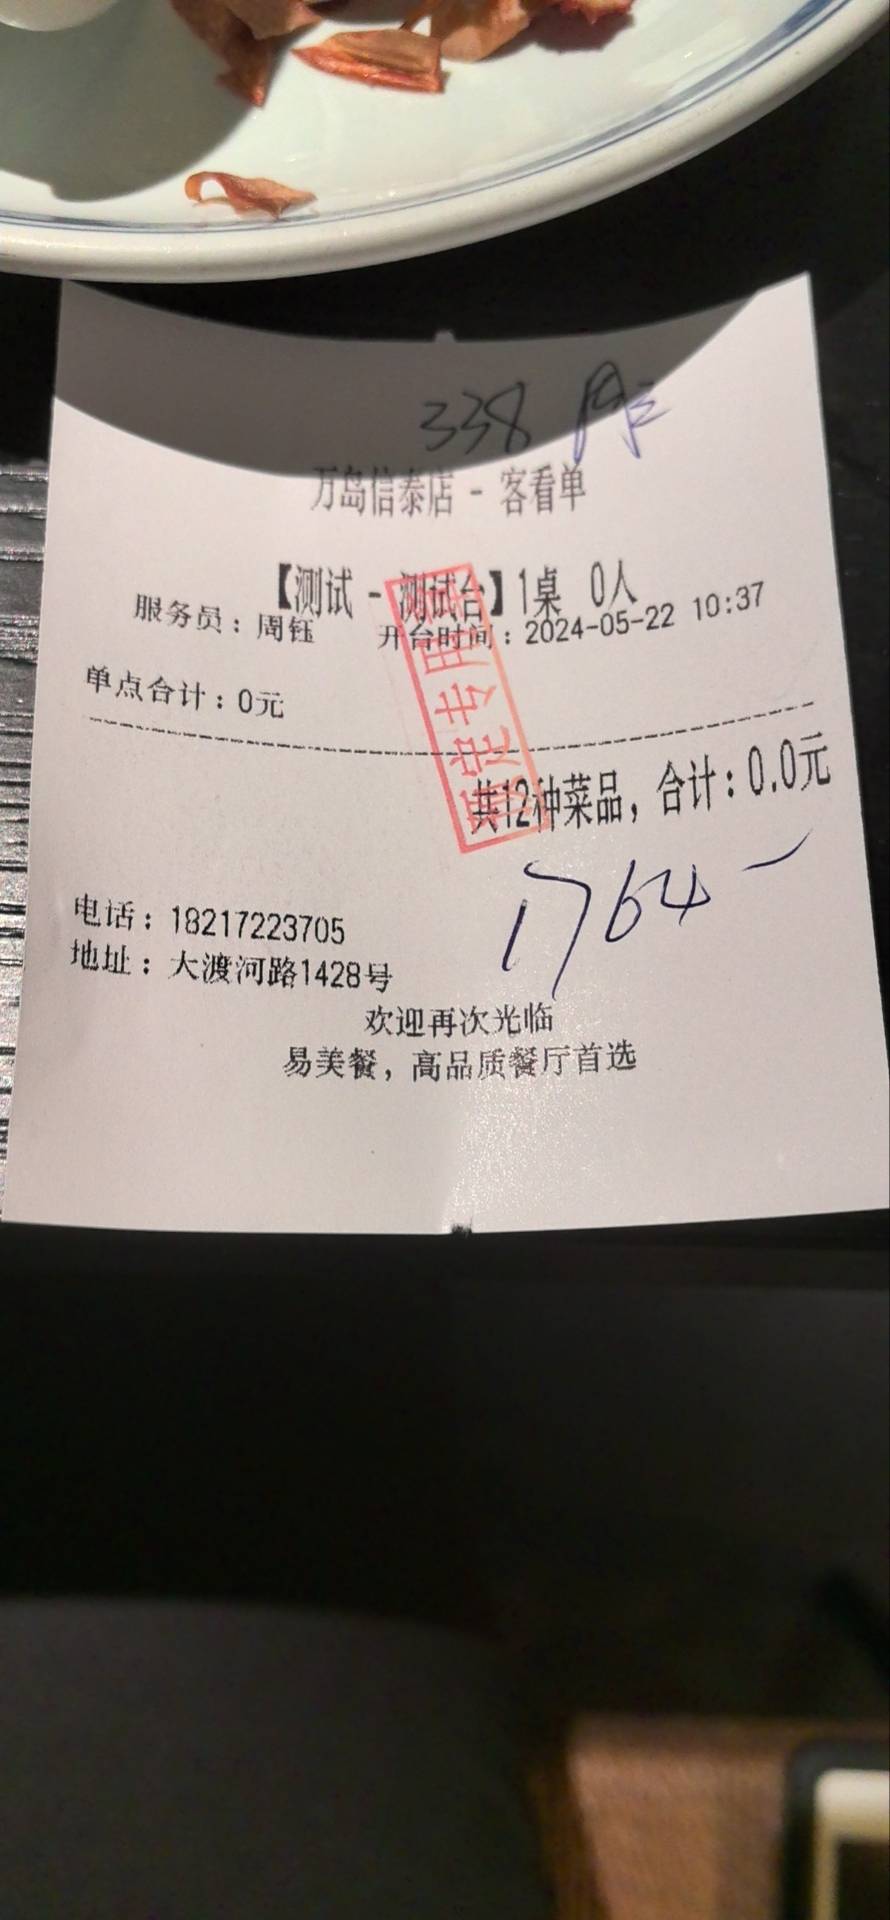 338
万岛信泰店 - 客看单
【测试 - 测试台】1桌 0人
服务员：周钰 开台时间：2024-05-22 10:37
单点合计：0元
共12种菜品，合计：0.0元
1764-
电话：18217223705
地址：大渡河路1428号
欢迎再次光临
易美餐，高品质餐厅首选